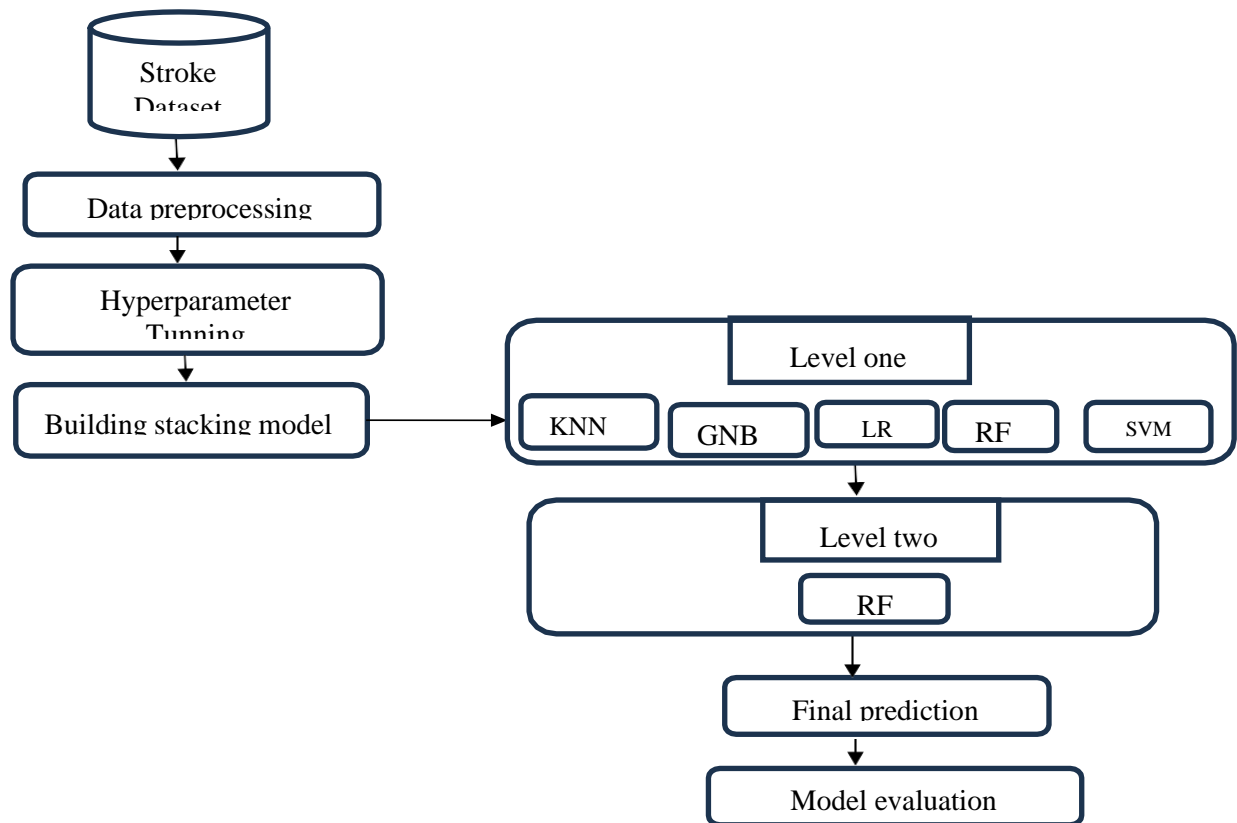 Stroke
Dataset
Data preprocessing
Hyperparameter
Tunning
Building stacking model
Level one
KNN
GNB
LR
RF
SVM
Level two
RF
Final prediction
Model evaluation